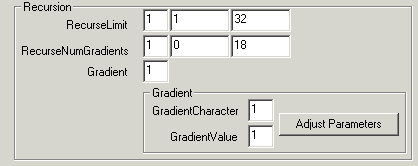 Recursion
RecurseLimit 1 1 32
RecurseNumGradients 1 0 18
Gradient 1
Gradient
GradientCharacter 1
GradientValue 1
Adjust Parameters